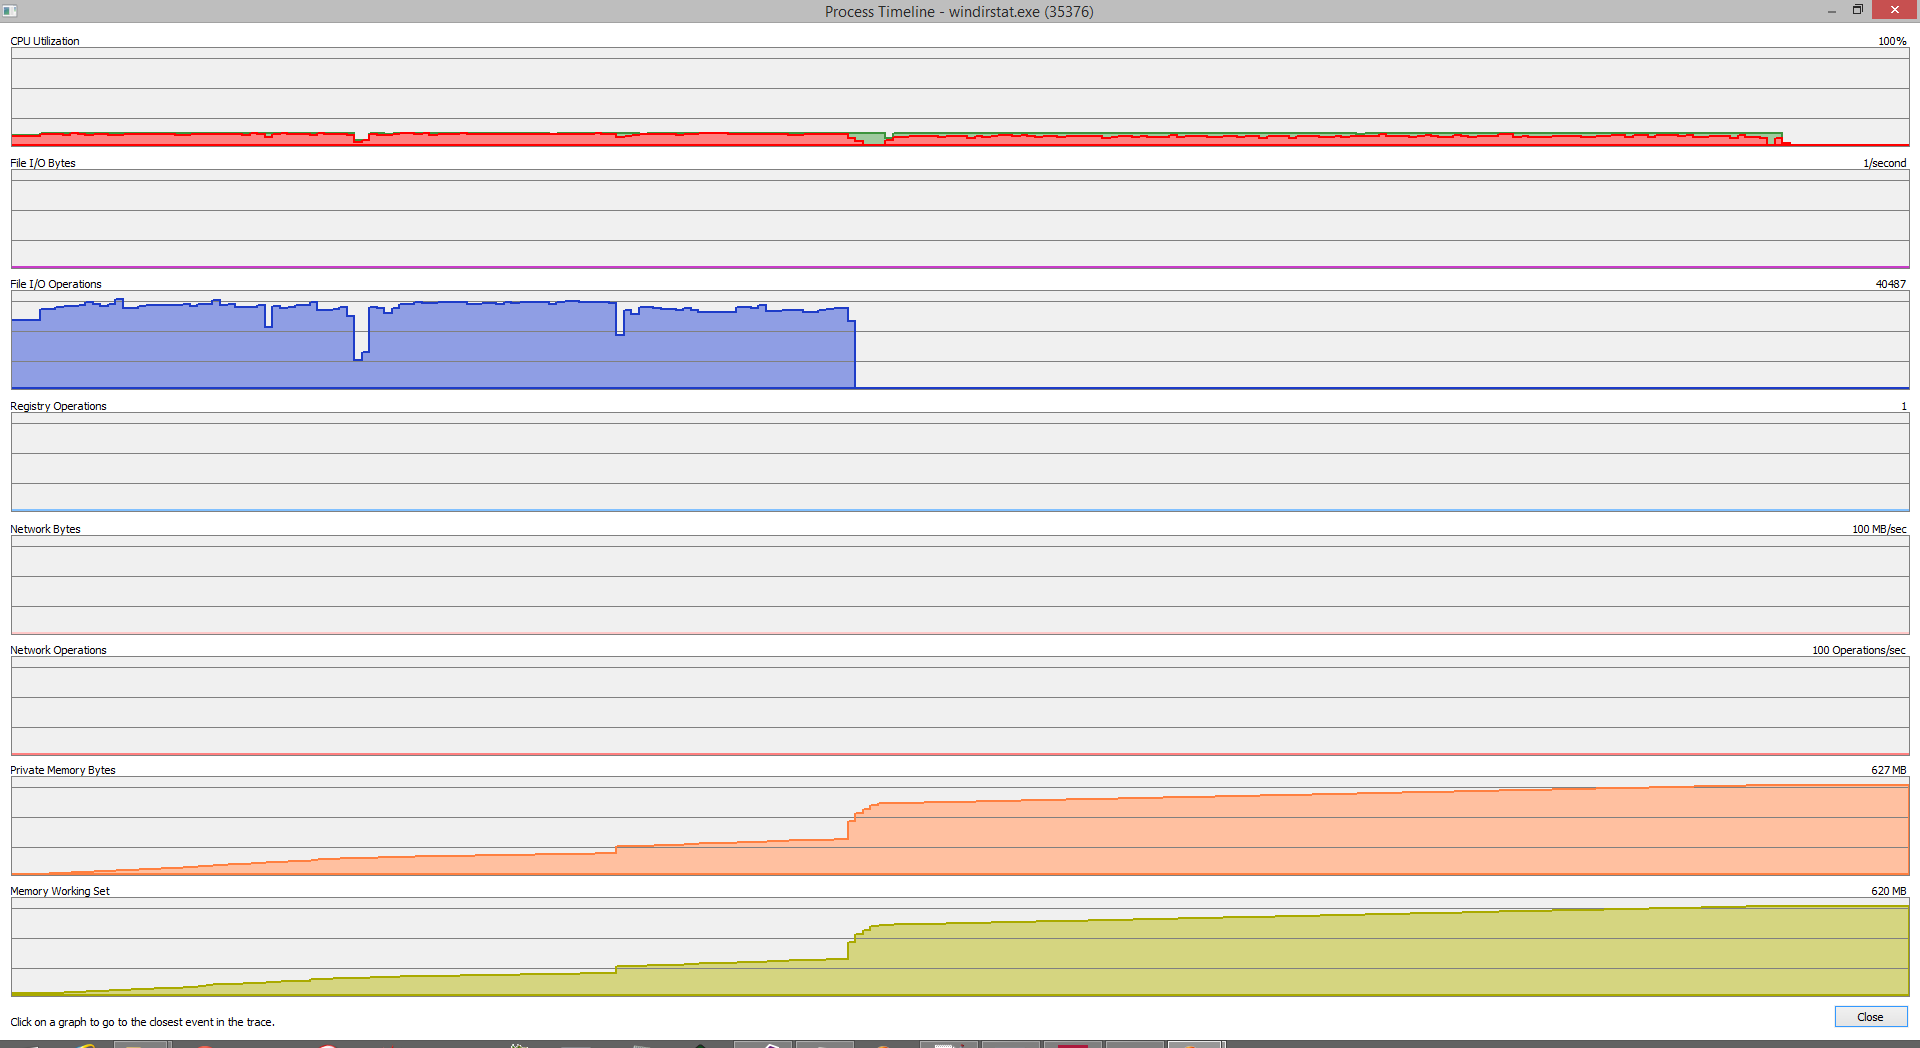 Process Timeline - windirstat.exe (35376)
CPU Utilization 100%
File I/O Bytes 1/second
File I/O Operations 40487
Registry Operations 1
Network Bytes 100 MB/sec
Network Operations 100 Operations/sec
Private Memory Bytes 627 MB
Memory Working Set 620 MB
Click on a graph to go to the closest event in the trace. Close